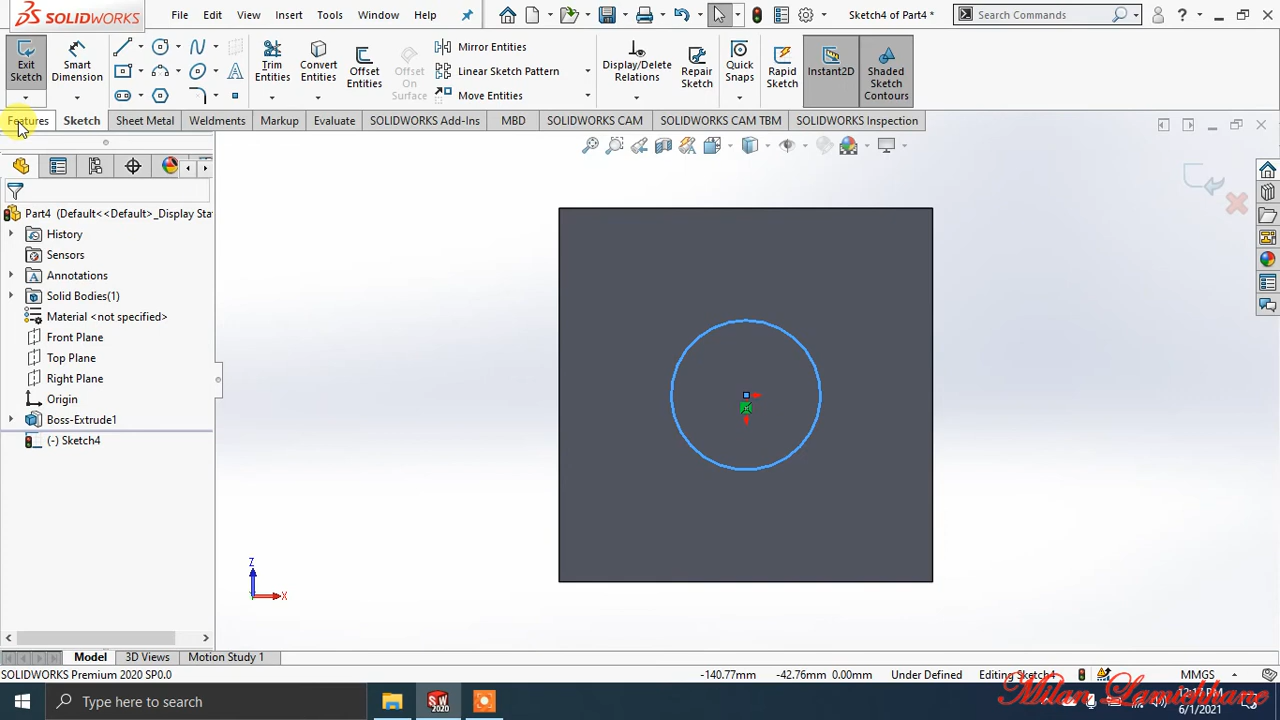 SOLIDWORKS File Edit View Insert Tools Window Help Sketch4 of Part4 * Search Commands ?
Exit Sketch
Smart Dimension
Trim Entities
Convert Entities
Offset Entities
Offset On Surface
Mirror Entities
Linear Sketch Pattern
Move Entities
Display/Delete Relations
Repair Sketch
Quick Snaps
Rapid Sketch
Instant2D
Shaded Sketch Contours
Features Sketch Sheet Metal Weldments Markup Evaluate SOLIDWORKS Add-Ins MBD SOLIDWORKS CAM SOLIDWORKS CAM TBM SOLIDWORKS Inspection
Part4 (Default<<Default>_Display Sta
History
Sensors
Annotations
Solid Bodies(1)
Material <not specified>
Front Plane
Top Plane
Right Plane
Origin
Boss-Extrude1
(-) Sketch4
Z
X
Model 3D Views Motion Study 1
SOLIDWORKS Premium 2020 SP0.0 -140.77mm -42.76mm 0.00mm Under Defined Editing Sketch4 MMGS
Type here to search
12:17 PM
6/1/2021
Milan Lamichhane